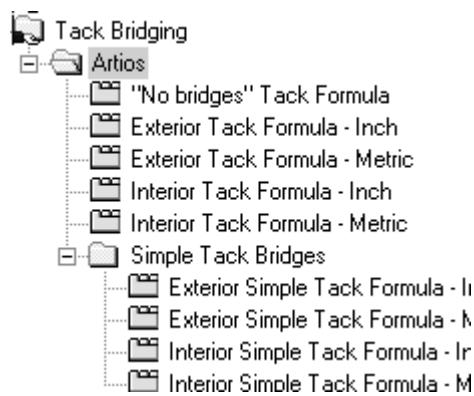 Tack Bridging
Artios
"No bridges" Tack Formula
Exterior Tack Formula - Inch
Exterior Tack Formula - Metric
Interior Tack Formula - Inch
Interior Tack Formula - Metric
Simple Tack Bridges
Exterior Simple Tack Formula -
Exterior Simple Tack Formula -
Interior Simple Tack Formula -
Interior Simple Tack Formula -